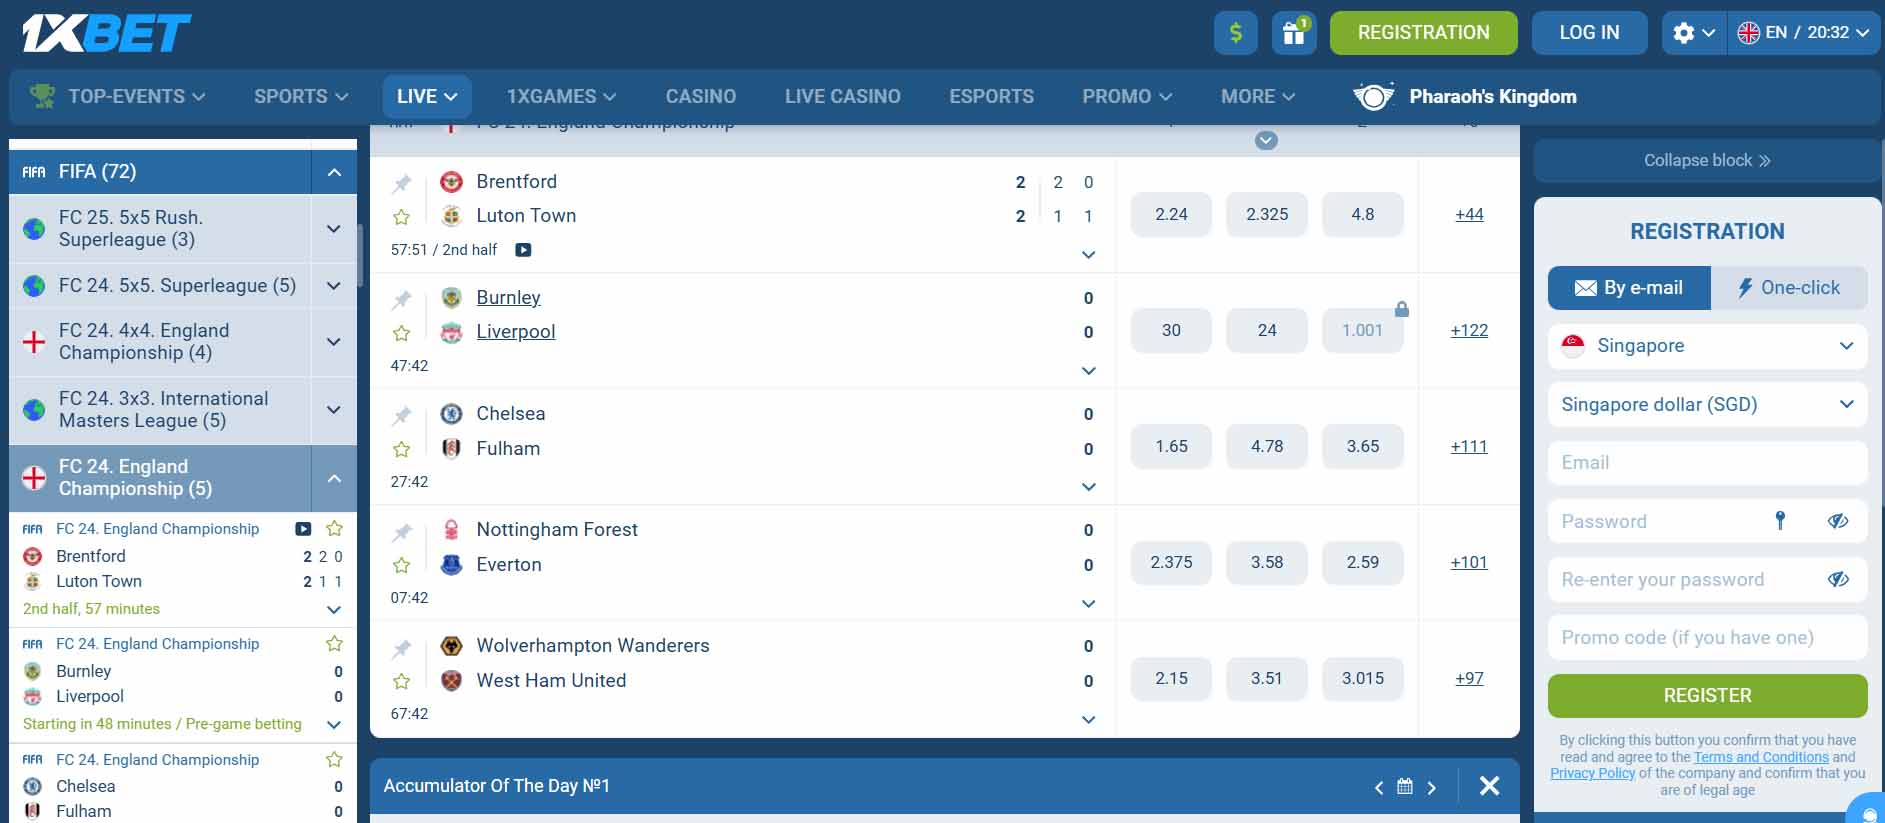 1XBET
$
1
REGISTRATION
LOG IN
EN / 20:32
TOP-EVENTS
SPORTS
LIVE
1XGAMES
CASINO
LIVE CASINO
ESPORTS
PROMO
MORE
Pharaoh's Kingdom
FIFA FIFA (72)
FC 25. 5x5 Rush.
Superleague (3)
FC 24. 5x5. Superleague (5)
FC 24. 4x4. England
Championship (4)
FC 24. 3x3. International
Masters League (5)
FC 24. England
Championship (5)
FIFA FC 24. England Championship
Brentford 2 2 0
Luton Town 2 1 1
2nd half, 57 minutes
FIFA FC 24. England Championship
Burnley 0
Liverpool 0
Starting in 48 minutes / Pre-game betting
FIFA FC 24. England Championship
Chelsea 0
Fulham 0
FC 24. England Championship
Brentford 2 2 0
Luton Town 2 1 1
2.24 2.325 4.8 +44
57:51 / 2nd half
Burnley 0
Liverpool 0
30 24 1.001 +122
47:42
Chelsea 0
Fulham 0
1.65 4.78 3.65 +111
27:42
Nottingham Forest 0
Everton 0
2.375 3.58 2.59 +101
07:42
Wolverhampton Wanderers 0
West Ham United 0
2.15 3.51 3.015 +97
67:42
Accumulator Of The Day №1
Collapse block
REGISTRATION
By e-mail
One-click
Singapore
Singapore dollar (SGD)
Email
Password
Re-enter your password
Promo code (if you have one)
REGISTER
By clicking this button you confirm that you have
read and agree to the Terms and Conditions and
Privacy Policy of the company and confirm that you
are of legal age